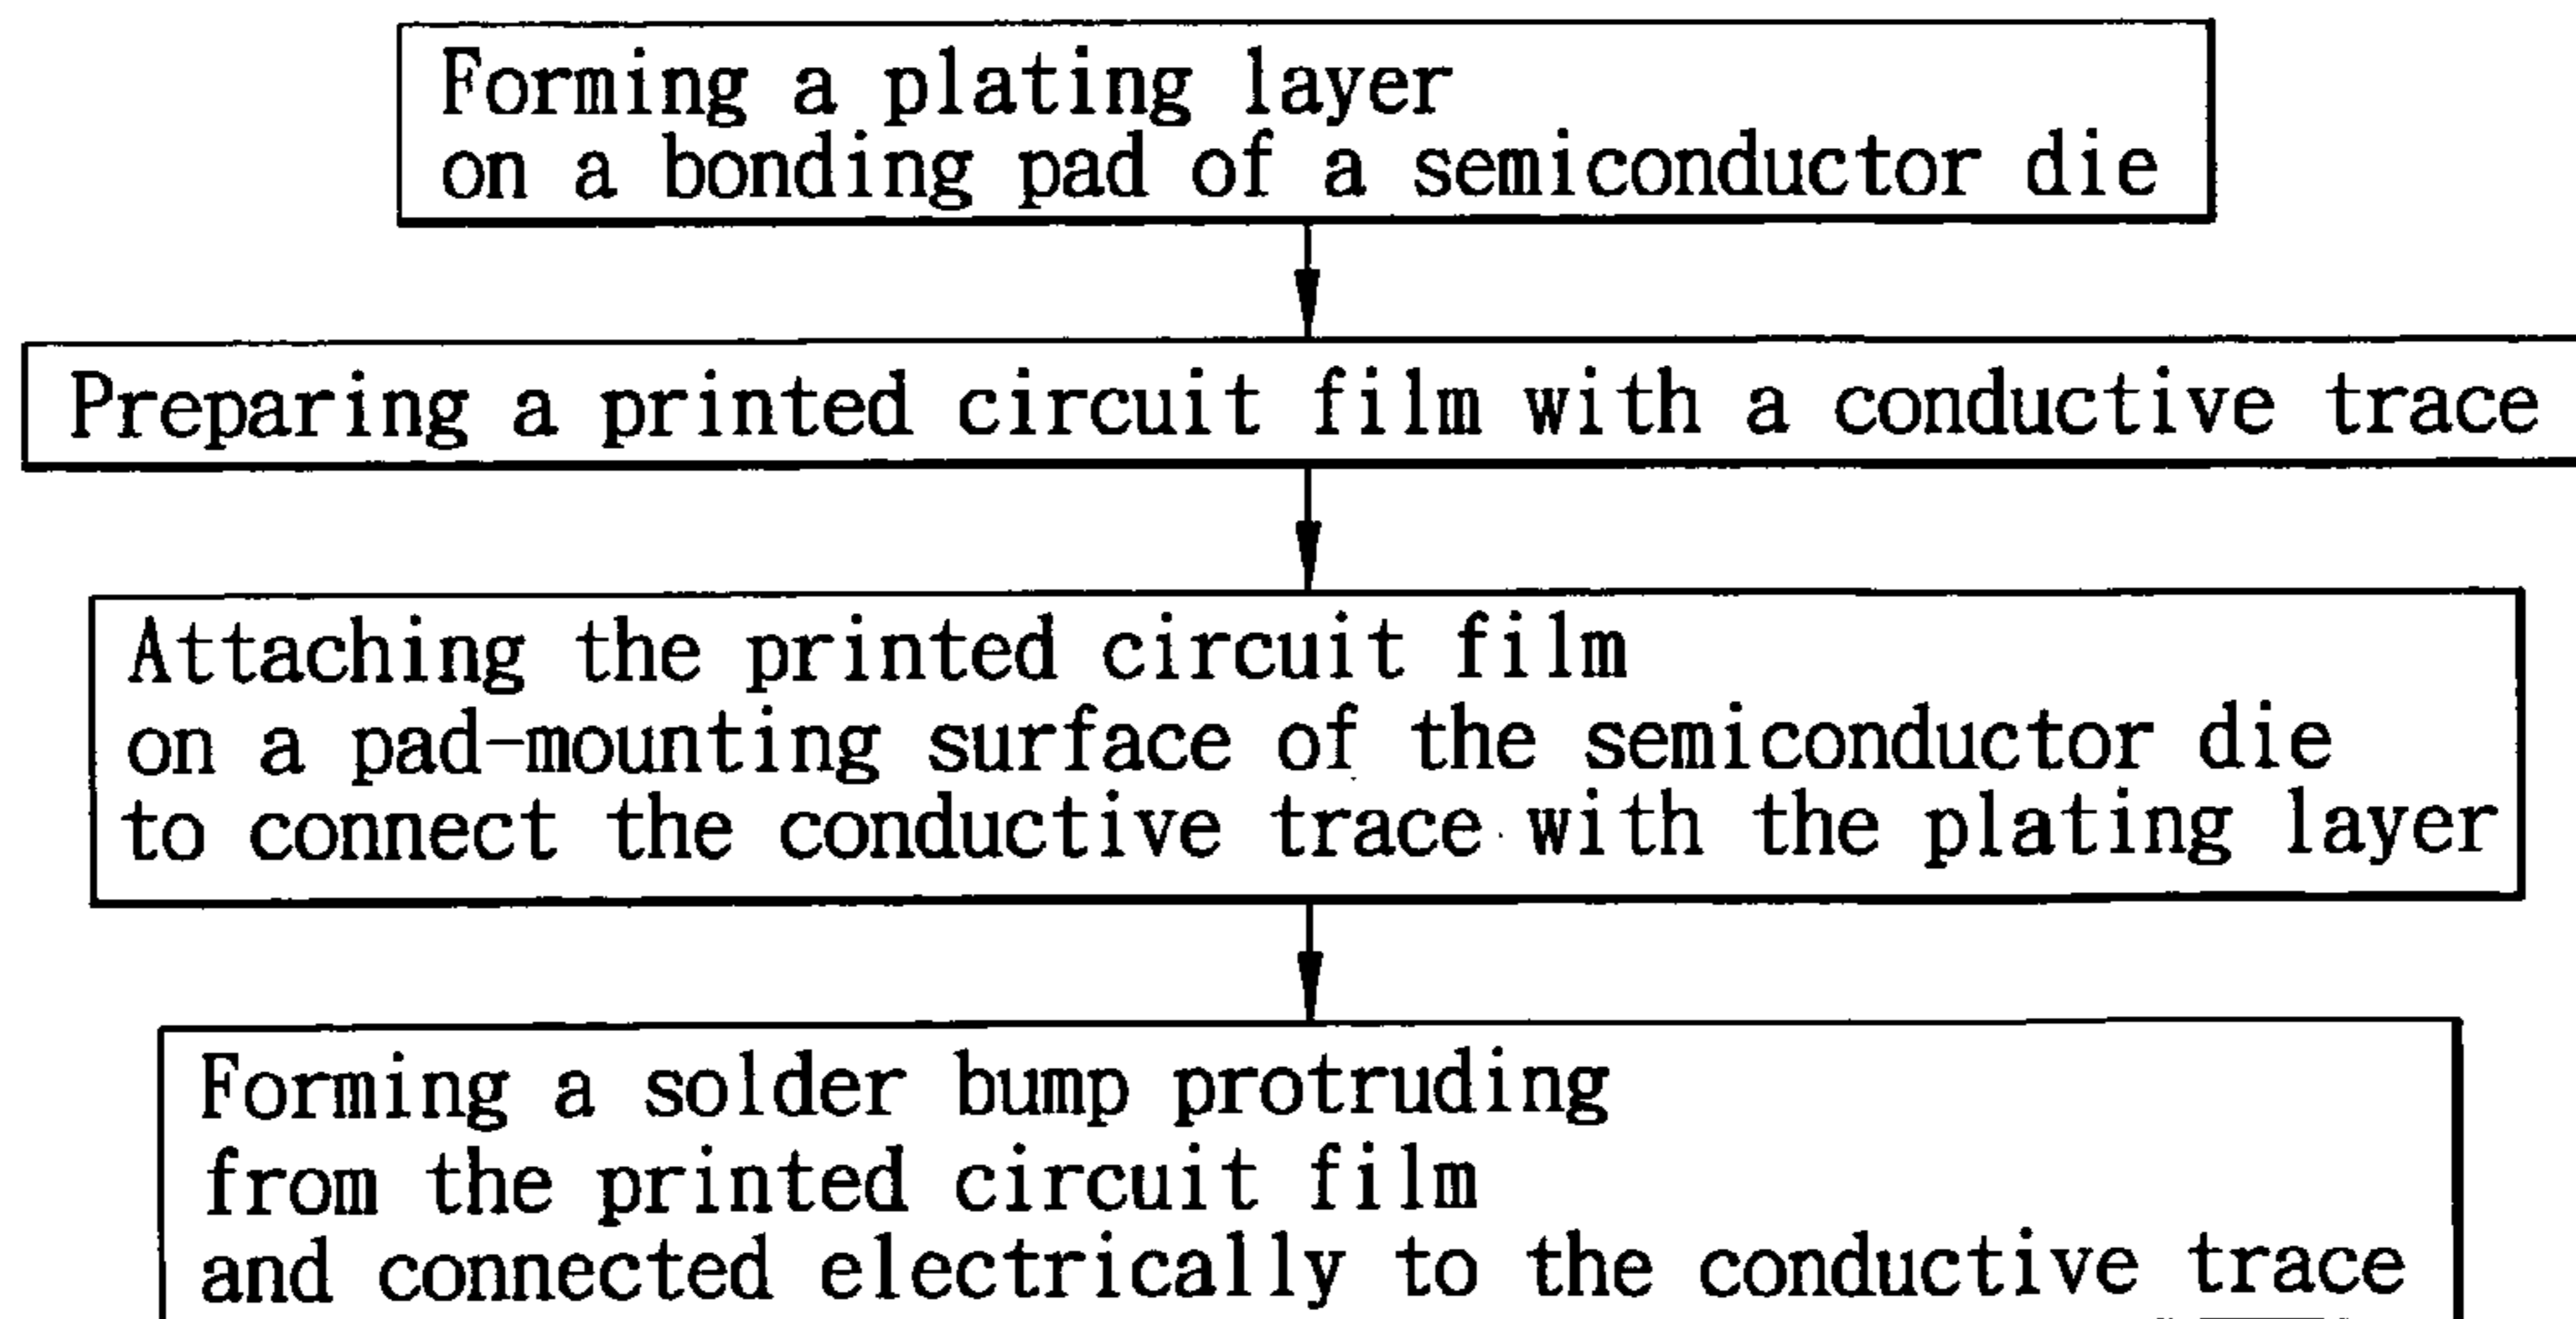 Forming a plating layer
on a bonding pad of a semiconductor die
Preparing a printed circuit film with a conductive trace
Attaching the printed circuit film
on a pad-mounting surface of the semiconductor die
to connect the conductive trace with the plating layer
Forming a solder bump protruding
from the printed circuit film
and connected electrically to the conductive trace